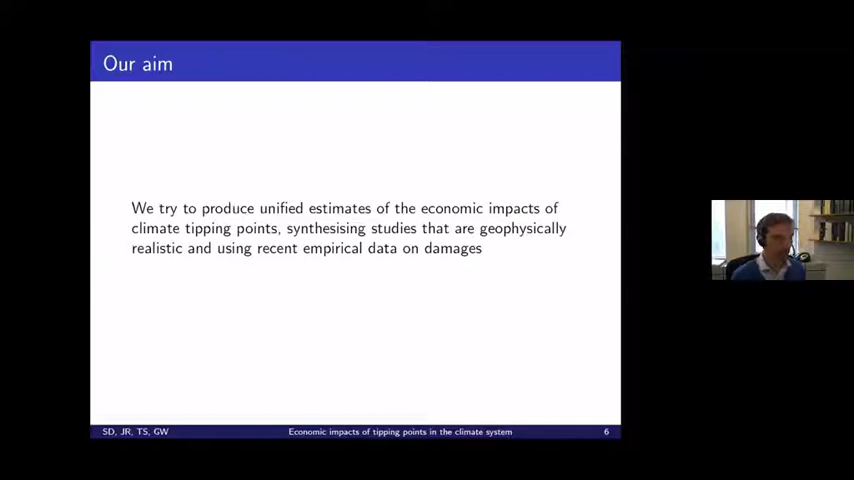 Our aim
We try to produce unified estimates of the economic impacts of
climate tipping points, synthesising studies that are geophysically
realistic and using recent empirical data on damages
SD, JR, TS, GW
Economic impacts of tipping points in the climate system
6